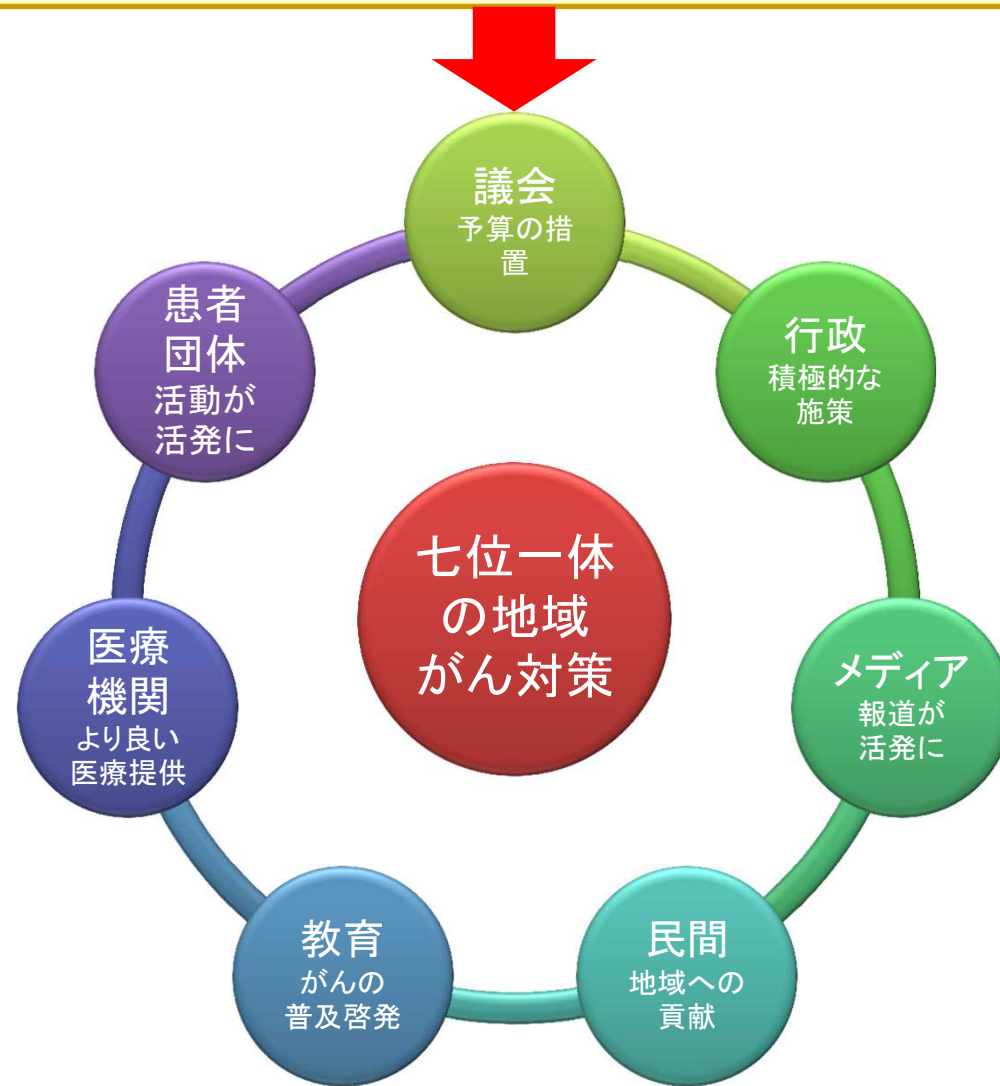 議会
予算の措
置
行政
積極的な
施策
メディア
報道が
活発に
民間
地域への
貢献
教育
がんの
普及啓発
医療
機関
より良い
医療提供
患者
団体
活動が
活発に
七位一体
の地域
がん対策